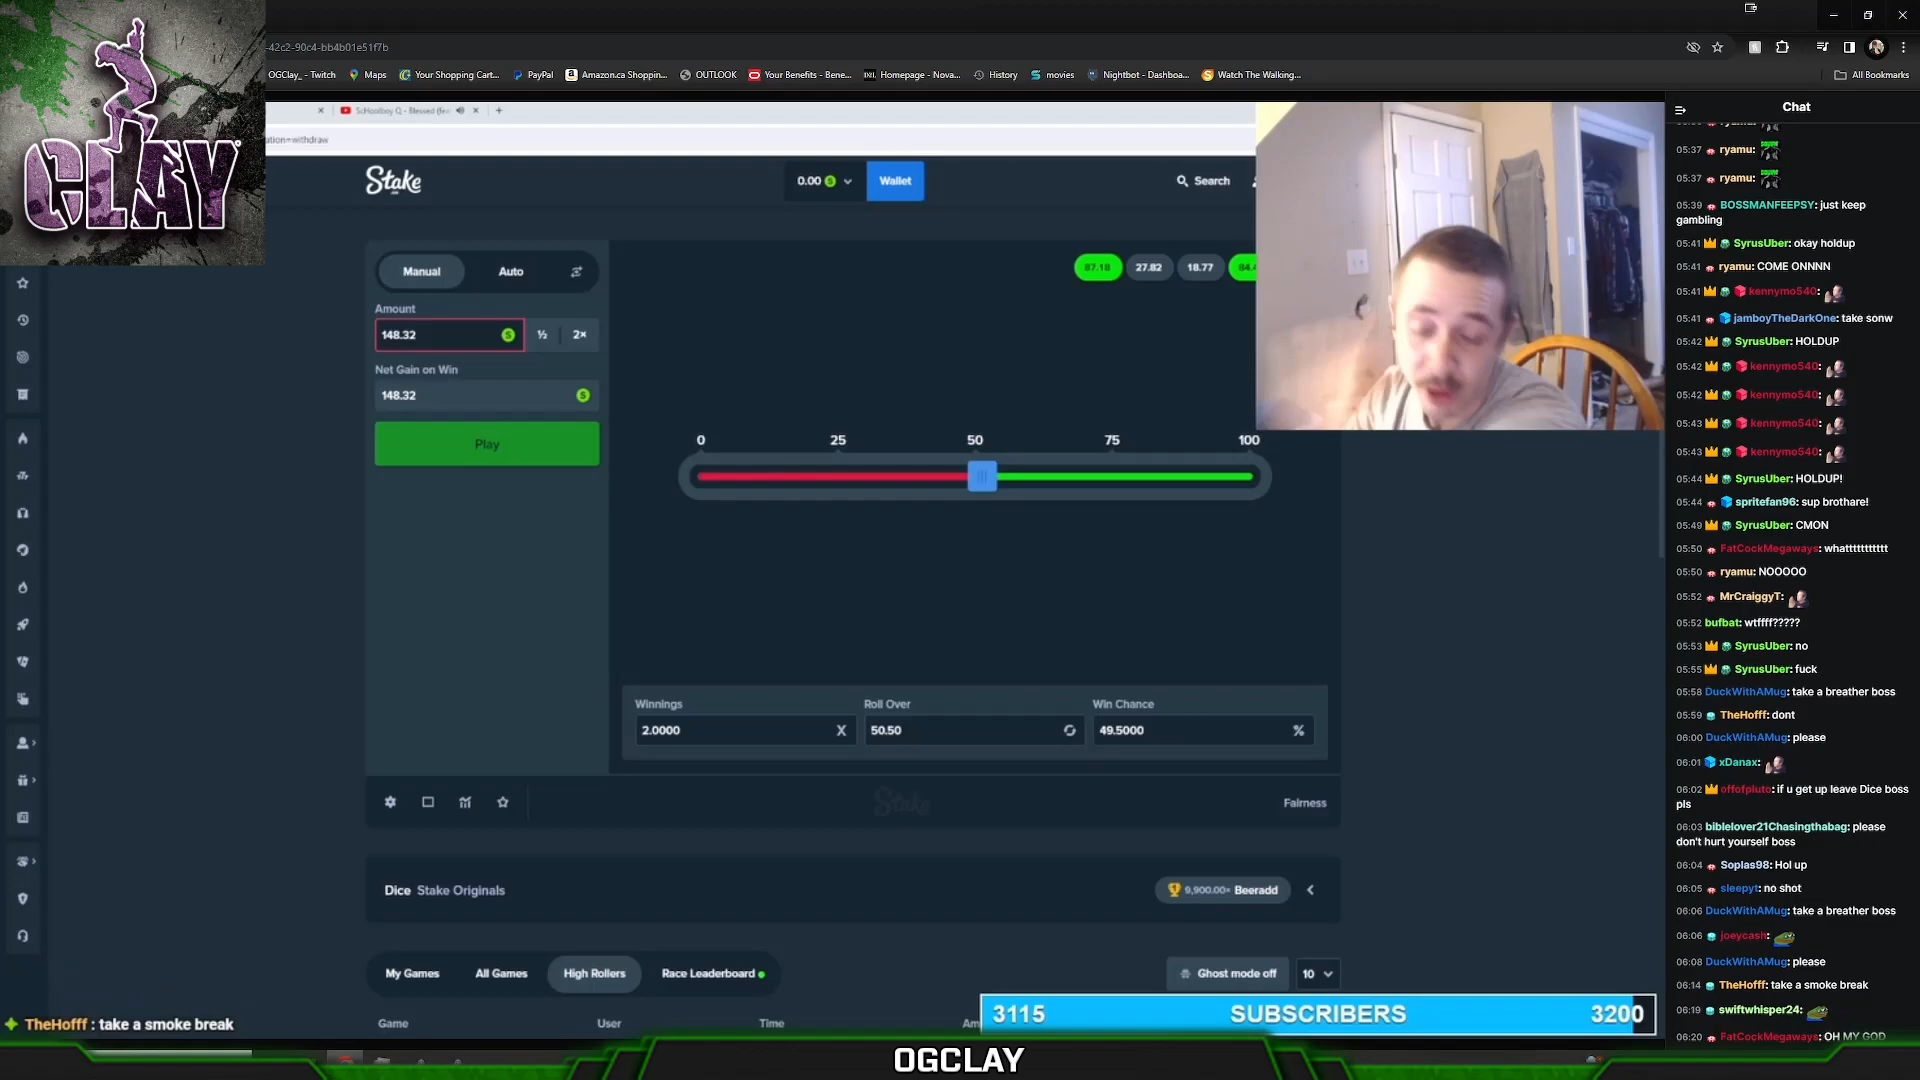 CLAY
-42c2-90c4-bb4b01e51f7b
OGClay_ - Twitch
Maps
Your Shopping Cart...
PayPal
Amazon.ca Shoppin...
OUTLOOK
Your Benefits - Bene...
Homepage - Nova...
History
movies
Nightbot - Dashboa...
Watch The Walking...
All Bookmarks
ScHoolboy Q - Blessed (fe
ation=withdraw
Stake
0.00
Wallet
Search
Manual
Auto
87.18
27.82
18.77
Amount
148.32
½
2×
Net Gain on Win
148.32
Play
0
25
50
75
100
Winnings
Roll Over
Win Chance
2.0000
X
50.50
49.5000
%
Stake
Fairness
Dice
Stake Originals
9,900.00×
Beeradd
My Games
All Games
High Rollers
Race Leaderboard
Ghost mode off
10
Game
User
Time
Am
TheHofff : take a smoke break
3115
SUBSCRIBERS
3200
OGCLAY
Chat
05:37 ryamu:
05:37 ryamu:
05:39 BOSSMANFEEPSY: just keep
gambling
05:41 SyrusUber: okay holdup
05:41 ryamu: COME ONNNN
05:41 kennymo540:
05:41 jamboyTheDarkOne: take sonw
05:42 SyrusUber: HOLDUP
05:42 kennymo540:
05:42 kennymo540:
05:43 kennymo540:
05:43 kennymo540:
05:44 SyrusUber: HOLDUP!
05:44 spritefan96: sup brothare!
05:49 SyrusUber: CMON
05:50 FatCockMegaways: whattttttttttt
05:50 ryamu: NOOOOO
05:52 MrCraiggyT:
05:52 bufbat: wtffff?????
05:53 SyrusUber: no
05:55 SyrusUber: fuck
05:58 DuckWithAMug: take a breather boss
05:59 TheHofff: dont
06:00 DuckWithAMug: please
06:01 xDanax:
06:02 offofpluto: if u get up leave Dice boss
pls
06:03 biblelover21Chasingthabag: please
don't hurt yourself boss
06:04 Soplas98: Hol up
06:05 sleepyt: no shot
06:06 DuckWithAMug: take a breather boss
06:06 joeycash:
06:08 DuckWithAMug: please
06:14 TheHofff: take a smoke break
06:19 swiftwhisper24:
06:20 FatCockMegaways: OH MY GOD